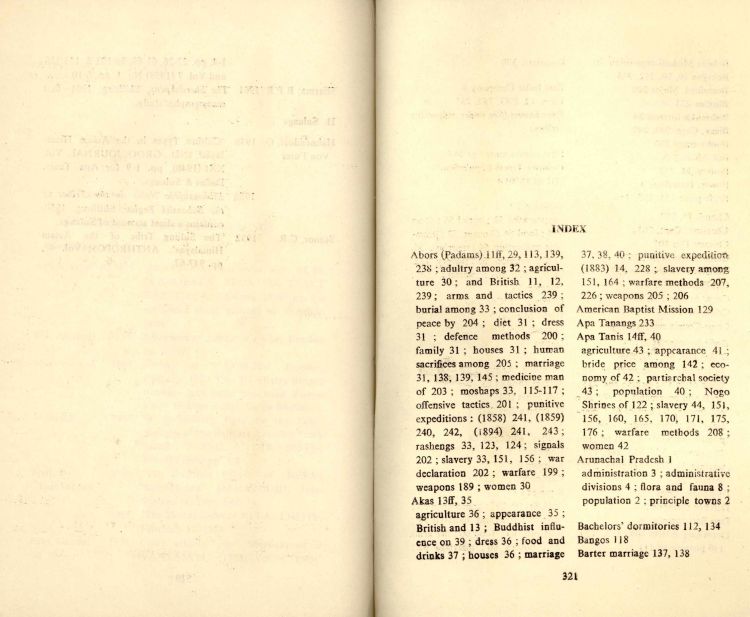 INDEX
Abors (Padams) 11ff, 29, 113, 139,
238 ; adultry among 32 ; agricul-
ture 30 ; and British 11, 12,
239 ; arms and tactics 239 ;
burial among 33 ; conclusion of
peace by 204 ; diet 31 ; dress
31 ; defence methods 200 ;
family 31 ; houses 31 ; human
sacrifices among 205 ; marriage
31, 138, 139, 145 ; medicine man
of 203 ; moshaps 33, 115-117 ;
offensive tactics 201 ; punitive
expeditions : (1858) 241, (1859)
240, 242, (1894) 241, 243 ;
rashengs 33, 123, 124 ; signals
202 ; slavery 33, 151, 156 ; war
declaration 202 ; warfare 199 ;
weapons 189 ; women 30
Akas 13ff, 35
agriculture 36 ; appearance 35 ;
British and 13 ; Buddhist influ-
ence on 39 ; dress 36 ; food and
drinks 37 ; houses 36 ; marriage
37, 38, 40 ; punitive expedition
(1883) 14, 228 ; slavery among
151, 164 ; warfare methods 207,
226 ; weapons 205 ; 206
American Baptist Mission 129
Apa Tanangs 233
Apa Tanis 14ff, 40
agriculture 43 ; appearance 41 ;
bride price among 142 ; eco-
nomy of 42 ; partiarchal society
43 ; population 40 ; Nogo
Shrines of 122 ; slavery 44, 151,
156, 160, 165, 170, 171, 175,
176 ; warfare methods 208 ;
women 42
Arunachal Pradesh 1
administration 3 ; administrative
divisions 4 ; flora and fauna 8 ;
population 2 ; principle towns 2
Bachelors' dormitories 112, 134
Bangos 118
Barter marriage 137, 138
321